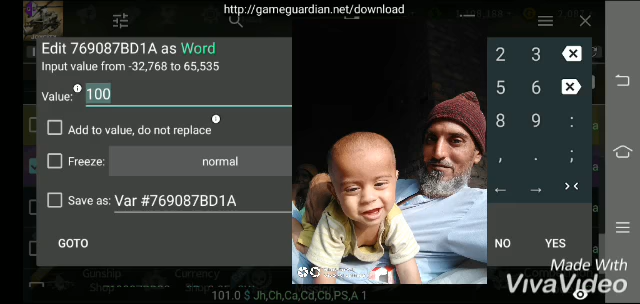 http://gameguardian.net/download
Edit 769087BD1A as Word
Input value from -32,768 to 65,535
Value: 100
Add to value, do not replace
Freeze: normal
Save as: Var #769087BD1A
GOTO
NO YES
2 3
5 6
8 9 :
, . ;
← → ><
Gunship
Currency
101.0 $ Jh,Ch,Ca,Cd,Cb,PS,A 1
Made With
VivaVideo